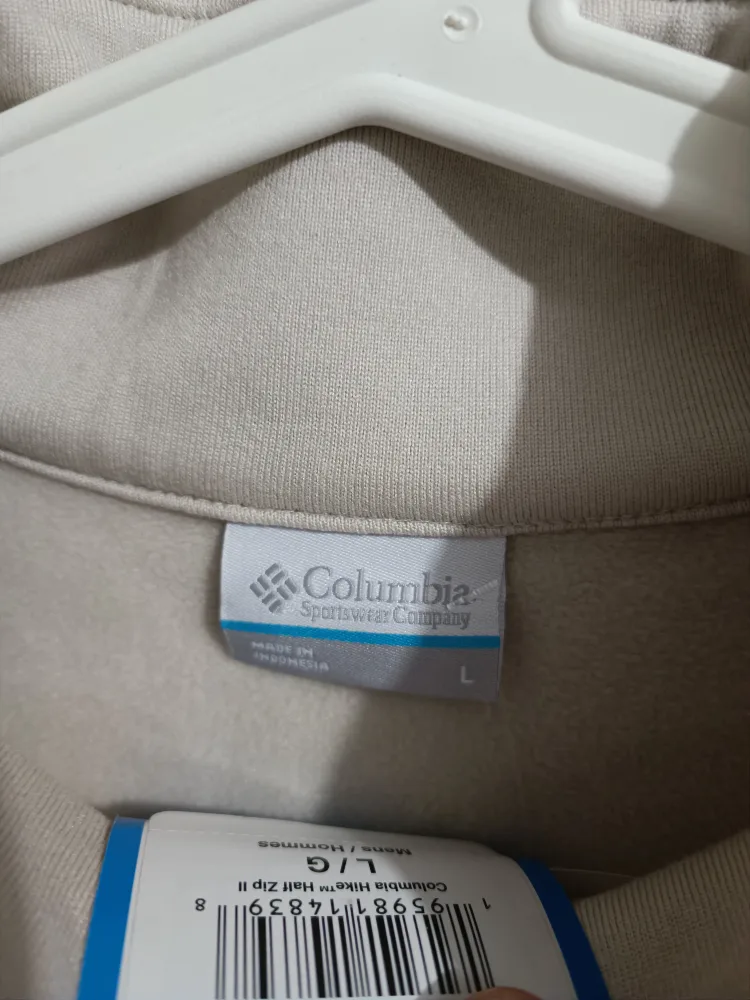 Columbia
Sportswear Company
MADE IN
INDONESIA
L
Mens / Hommes
L / G
Columbia Hike™ Half Zip II
1 95981 14839 8